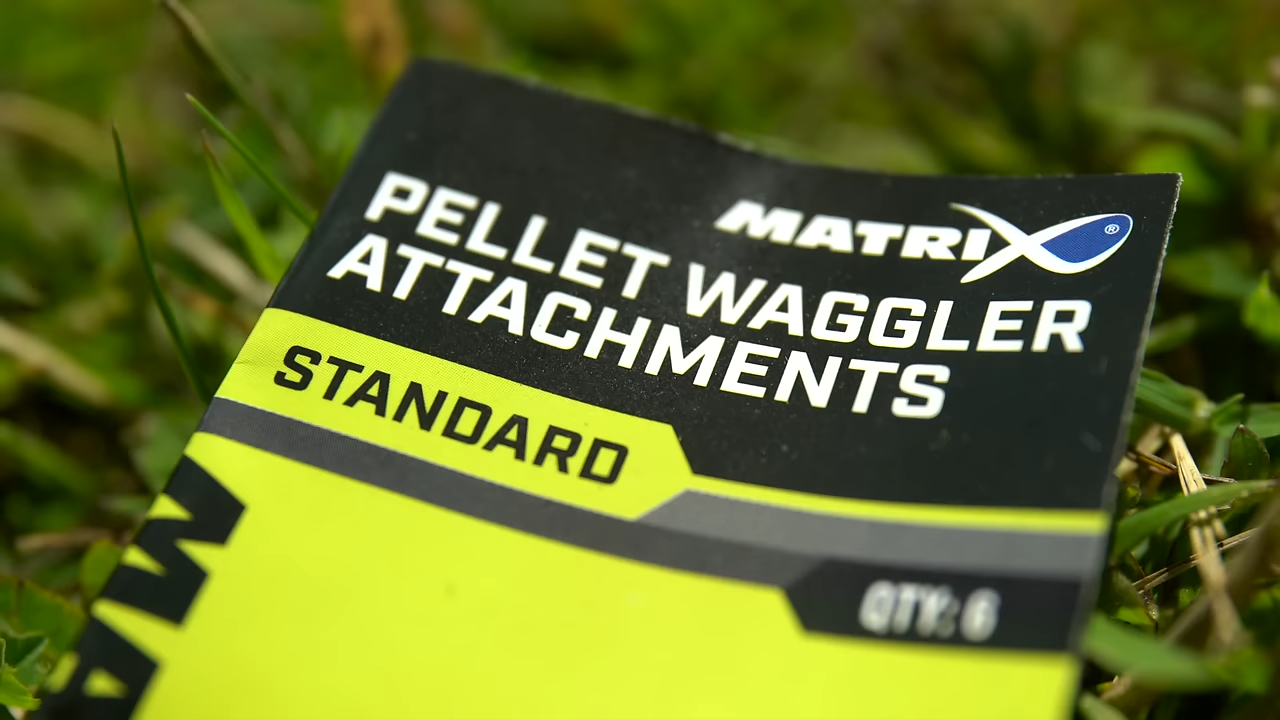 MATRIX ®
PELLET WAGGLER
ATTACHMENTS
STANDARD
QTY: 6